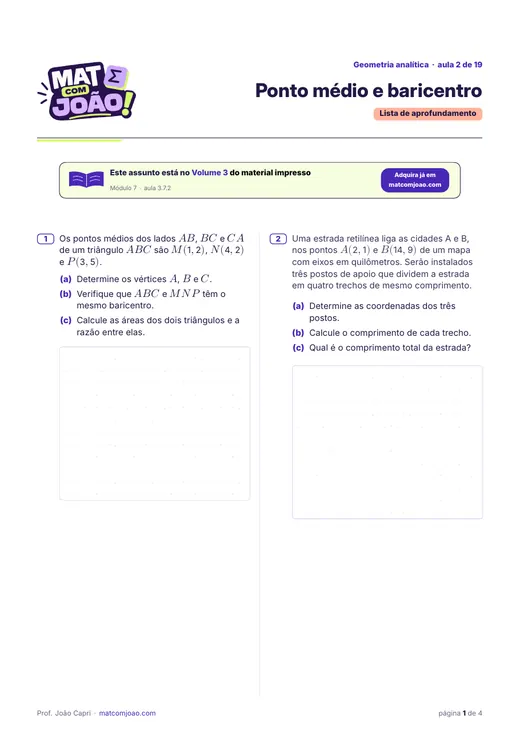 MAT
COM
JOÃO!
Σ
Geometria analítica · aula 2 de 19
Ponto médio e baricentro
Lista de aprofundamento
Este assunto está no Volume 3 do material impresso
Módulo 7 · aula 3.7.2
Adquira já em
matcomjoao.com
1 Os pontos médios dos lados AB, BC e CA
de um triângulo ABC são M(1, 2), N(4, 2)
e P(3, 5).
(a) Determine os vértices A, B e C.
(b) Verifique que ABC e MNP têm o
mesmo baricentro.
(c) Calcule as áreas dos dois triângulos e a
razão entre elas.
2 Uma estrada retilínea liga as cidades A e B,
nos pontos A(2, 1) e B(14, 9) de um mapa
com eixos em quilômetros. Serão instalados
três postos de apoio que dividem a estrada
em quatro trechos de mesmo comprimento.
(a) Determine as coordenadas dos três
postos.
(b) Calcule o comprimento de cada trecho.
(c) Qual é o comprimento total da estrada?
Prof. João Capri · matcomjoao.com
página 1 de 4